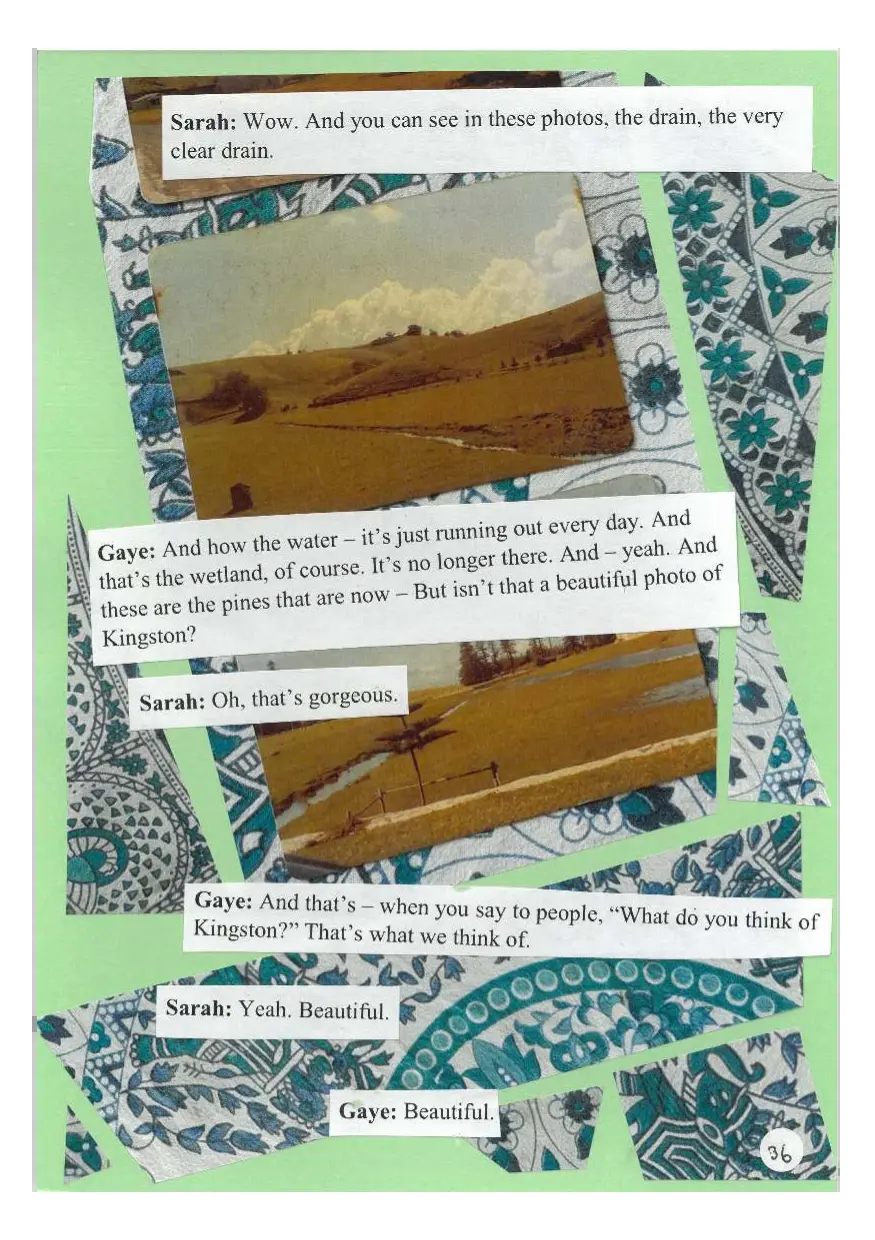 Sarah: Wow. And you can see in these photos, the drain, the very
clear drain.
Gaye: And how the water – it’s just running out every day. And
that’s the wetland, of course. It’s no longer there. And – yeah. And
these are the pines that are now – But isn’t that a beautiful photo of
Kingston?
Sarah: Oh, that’s gorgeous.
Gaye: And that’s – when you say to people, “What do you think of
Kingston?” That’s what we think of.
Sarah: Yeah. Beautiful.
Gaye: Beautiful.
36